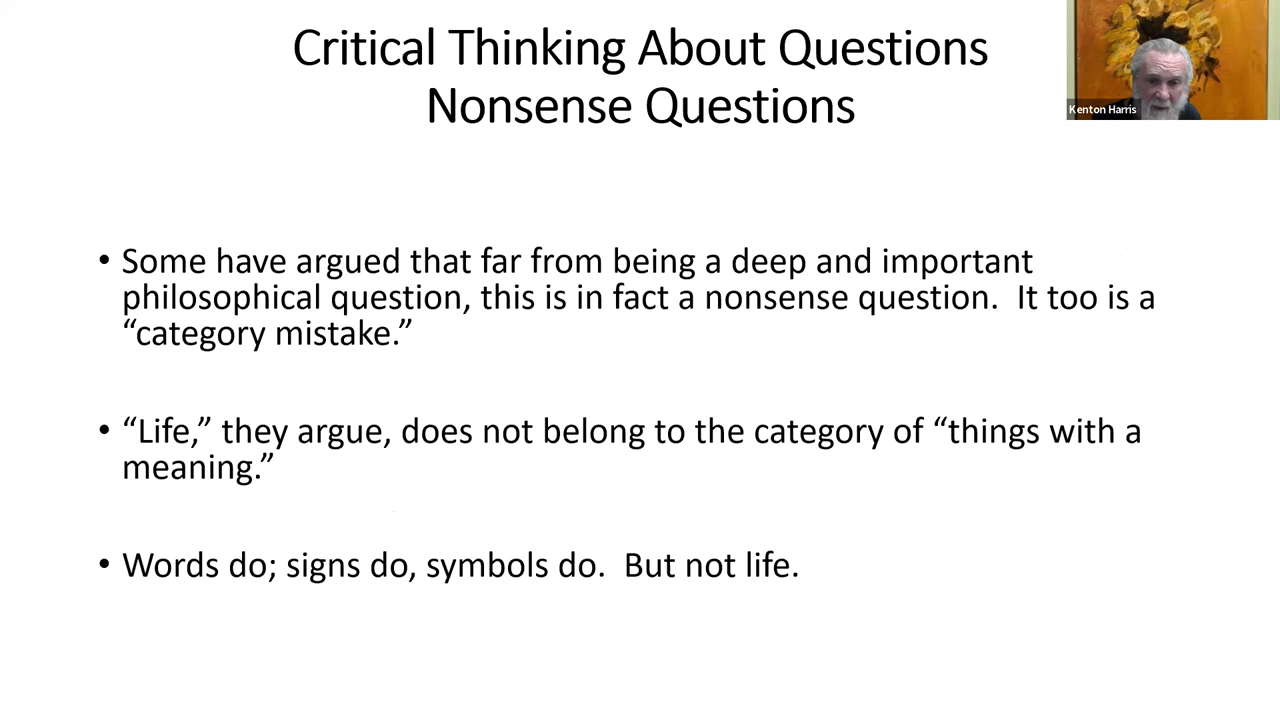 Critical Thinking About Questions
Nonsense Questions
Kenton Harris
• Some have argued that far from being a deep and important
philosophical question, this is in fact a nonsense question.  It too is a
“category mistake.”
• “Life,” they argue, does not belong to the category of “things with a
meaning.”
• Words do; signs do, symbols do.  But not life.